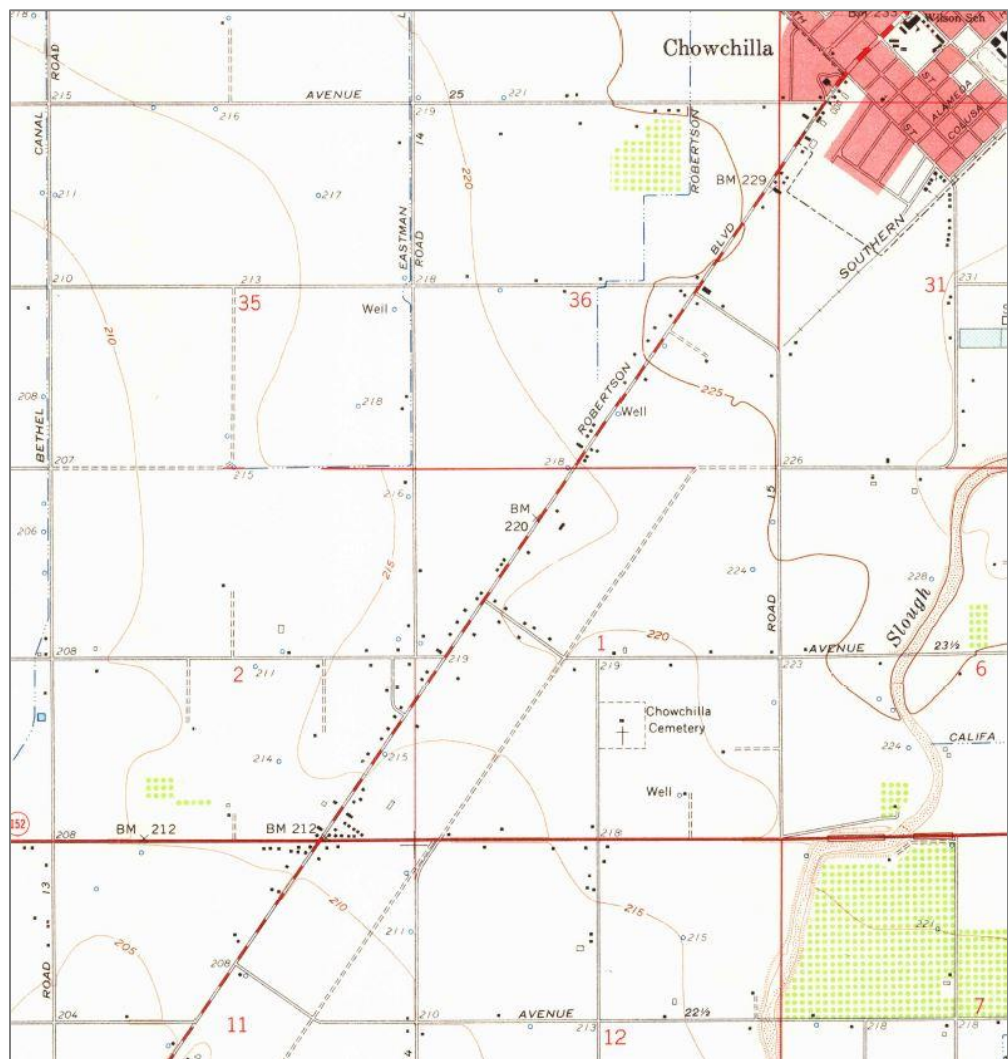 218
BM 233
Wilson Sch
Chowchilla
ROAD
ST
ALAMEDA
COLUSA
ST
215
AVENUE 25
216
219
221
14
CANAL
ROBERTSON
BM 229
211
217
220
EASTMAN
ROAD
BLVD
SOUTHERN
210
213
218
231
35
36
31
Well
210
225
208
218
ROBERTSON
Well
BETHEL
207
215
218
226
216
15
BM
220
206
224
228
Slough
ROAD
220
1
AVENUE 23½
208
2
211
219
219
223
6
Chowchilla
Cemetery
CALIFA
214
215
224
Well
152
208
BM 212
BM 212
218
13
210
215
221
205
211
215
ROAD
208
204
11
210
AVENUE 22½
213
12
7
218
218
4